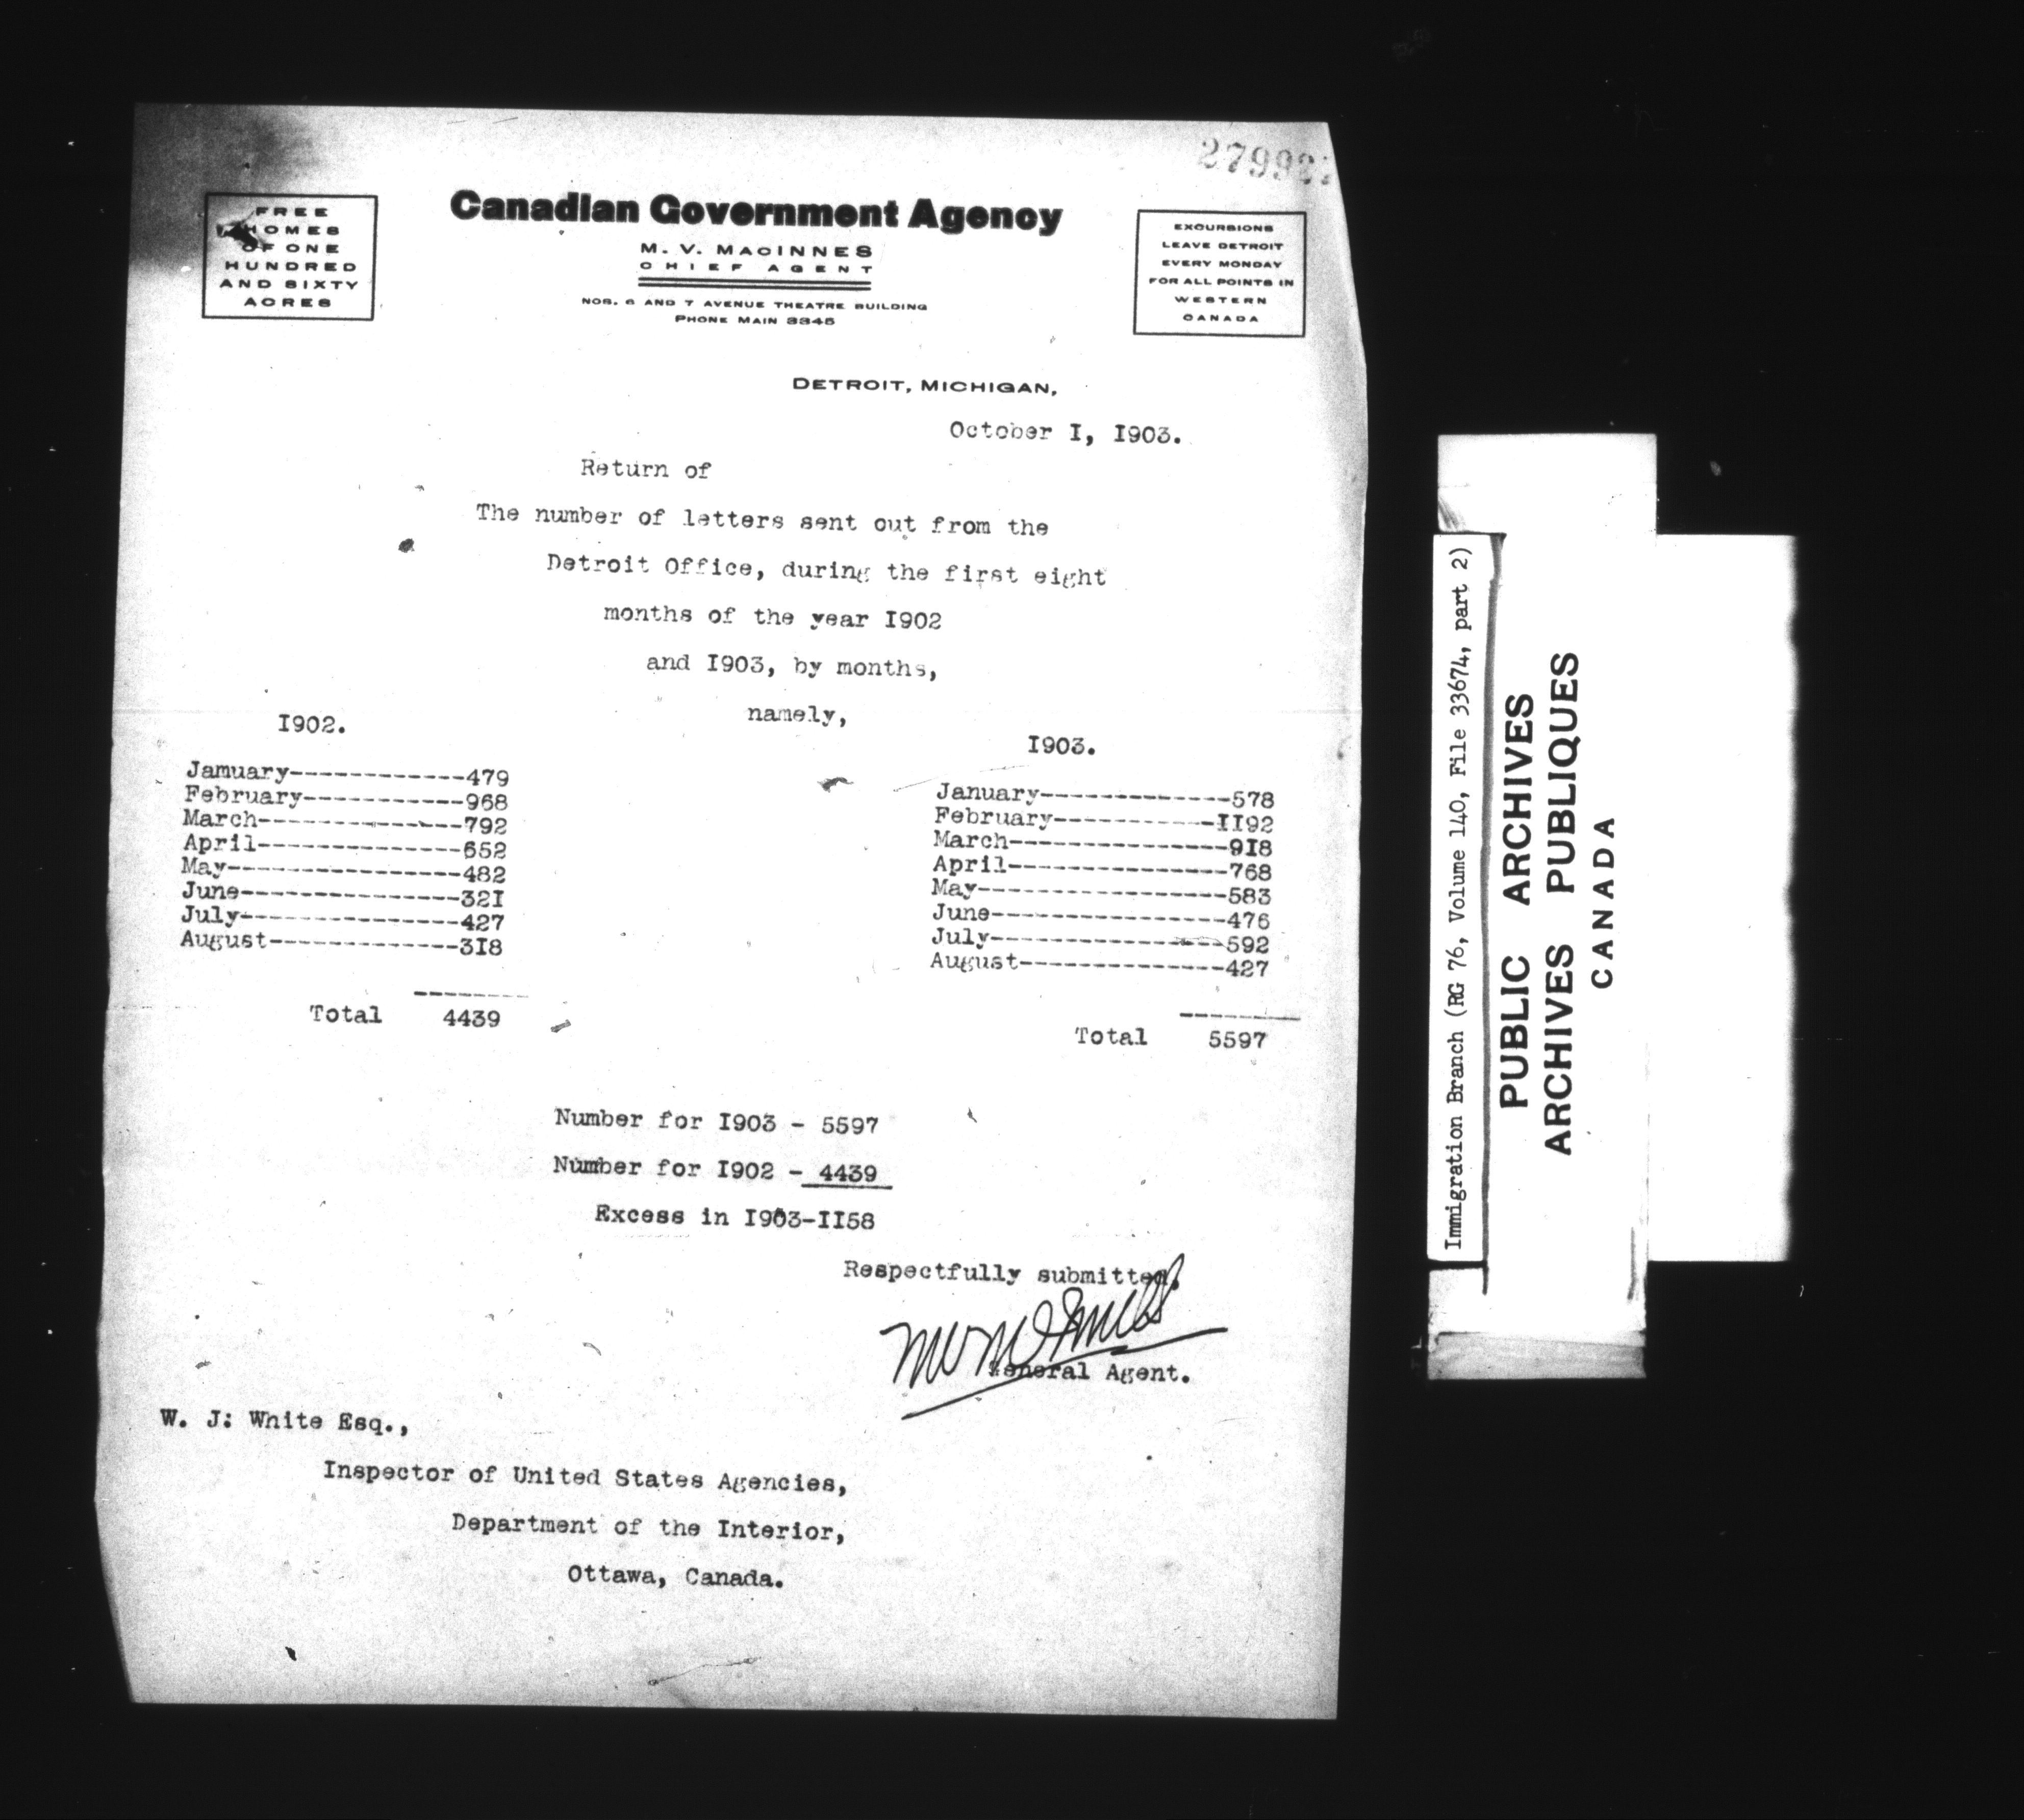 279927
FREE
HOMES
OF ONE
HUNDRED
AND SIXTY
ACRES
Canadian Government Agency
M. V. MacINNES
CHIEF AGENT
NOS. 6 AND 7 AVENUE THEATRE BUILDING
PHONE MAIN 3345
EXCURSIONS
LEAVE DETROIT
EVERY MONDAY
FOR ALL POINTS IN
WESTERN
CANADA
DETROIT, MICHIGAN,
October I, I903.
Return of
The number of letters sent out from the
Detroit Office, during the first eight
months of the year I902
and I903, by months,
namely,
I902.
Jamuary------------479
February-----------968
March--------------792
April--------------652
May----------------482
June---------------32I
July---------------427
August-------------3I8
Total 4439
I903.
January-------------578
February-----------II92
March---------------9I8
April---------------768
May-----------------583
June----------------476
July----------------592
August--------------427
Total 5597
Number for I903 - 5597
Number for I902 - 4439
Excess in I903-II58
Respectfully submitted,
General Agent.
W. J: White Esq.,
Inspector of United States Agencies,
Department of the Interior,
Ottawa, Canada.
Immigration Branch (RG 76, Volume 140, File 33674, part 2)
PUBLIC ARCHIVES
ARCHIVES PUBLIQUES
CANADA